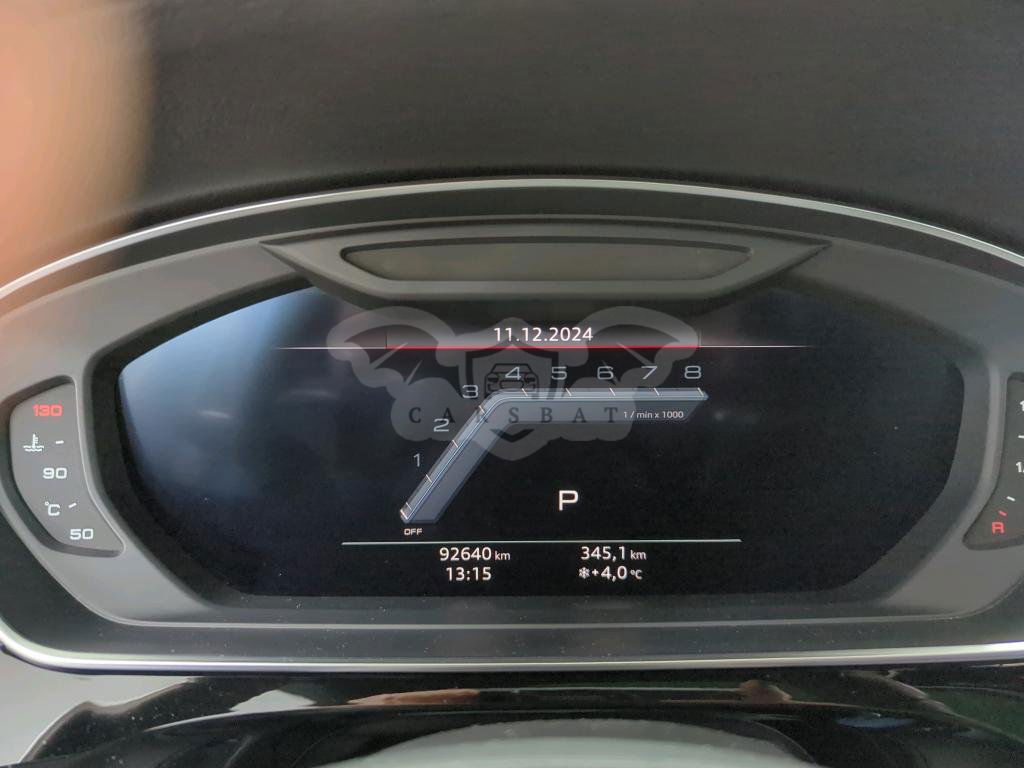 11.12.2024
1 2 3 4 5 6 7 8
1 / min x 1000
CARSBAT
130
90
°C
50
P
OFF
R
92640 km 345,1 km
13:15 +4,0 °C